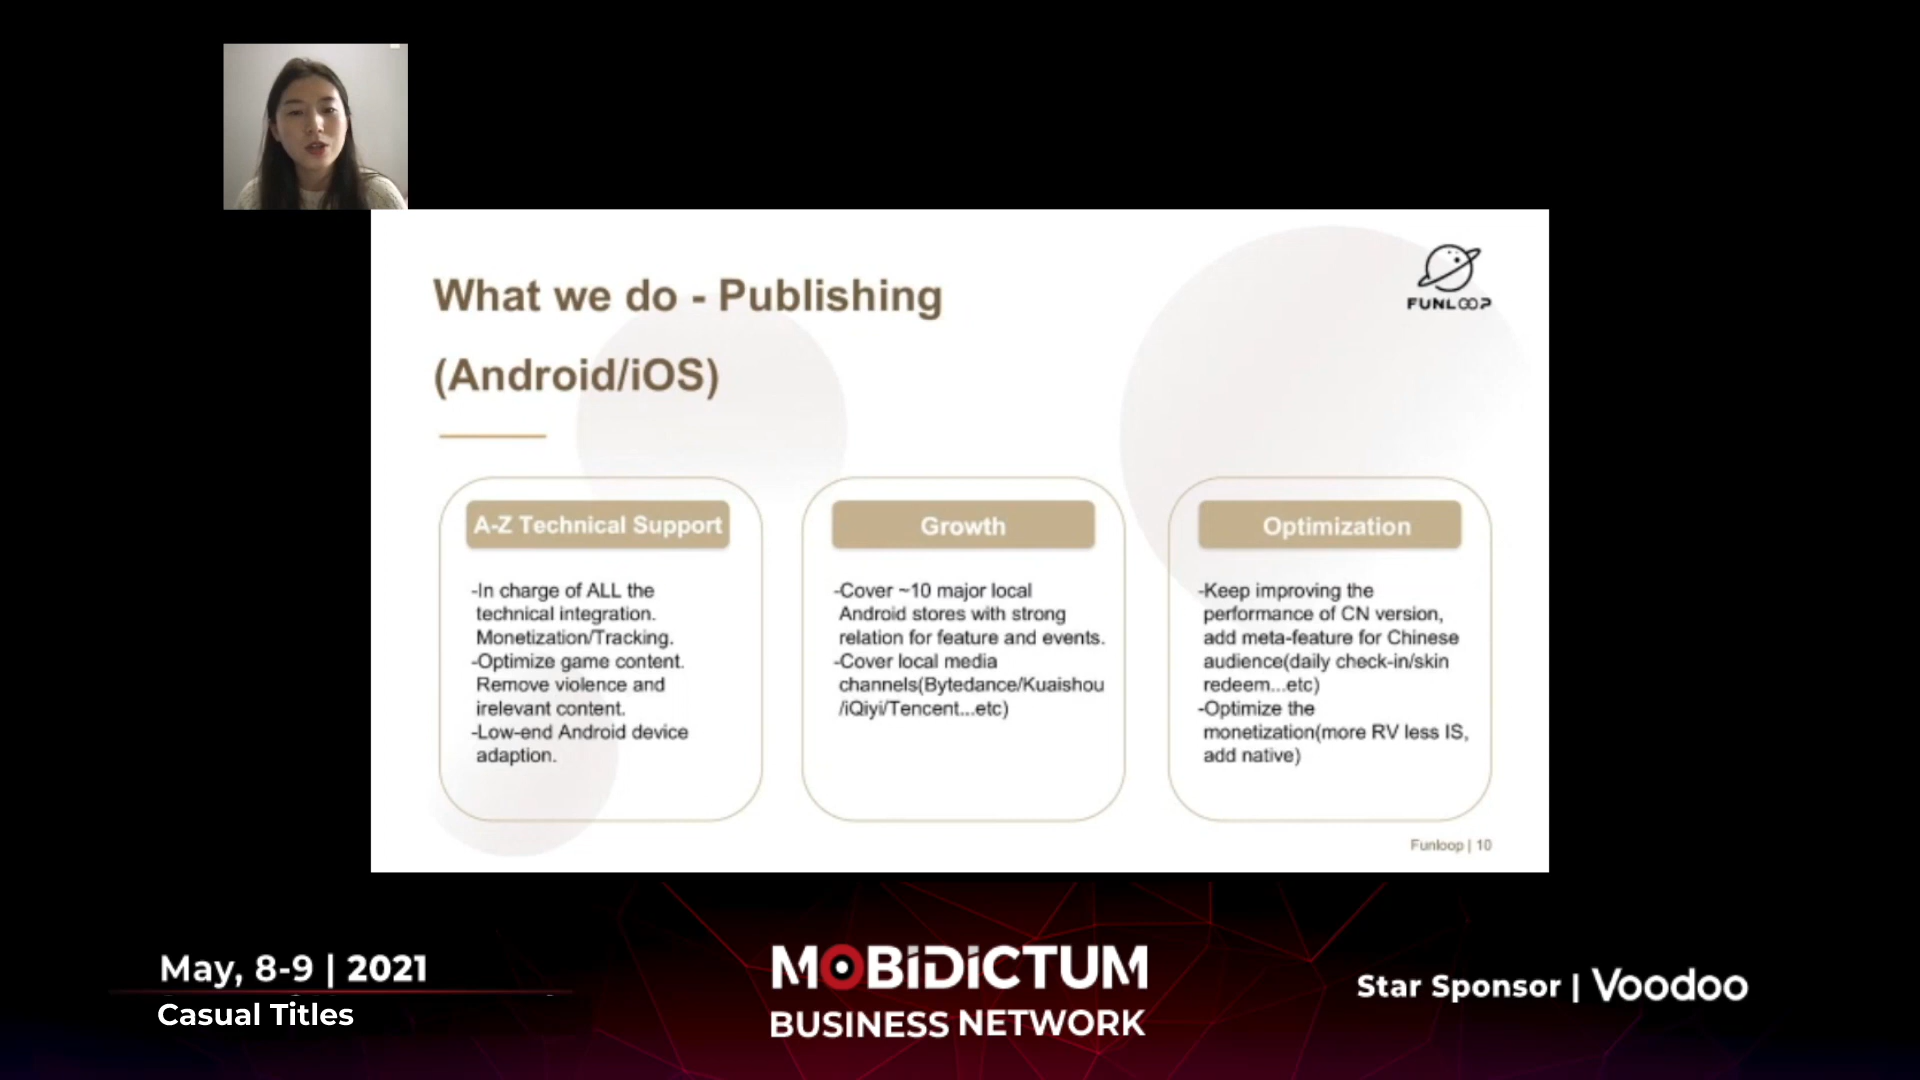 What we do - Publishing
(Android/iOS)
FUNLOOP
A-Z Technical Support
-In charge of ALL the
technical integration.
Monetization/Tracking.
-Optimize game content.
Remove violence and
irelevant content.
-Low-end Android device
adaption.
Growth
-Cover ~10 major local
Android stores with strong
relation for feature and events.
-Cover local media
channels(Bytedance/Kuaishou
/iQiyi/Tencent...etc)
Optimization
-Keep improving the
performance of CN version,
add meta-feature for Chinese
audience(daily check-in/skin
redeem...etc)
-Optimize the
monetization(more RV less IS,
add native)
Funloop | 10
May, 8-9 | 2021
Casual Titles
MOBiDiCTUM
BUSINESS NETWORK
Star Sponsor | Voodoo